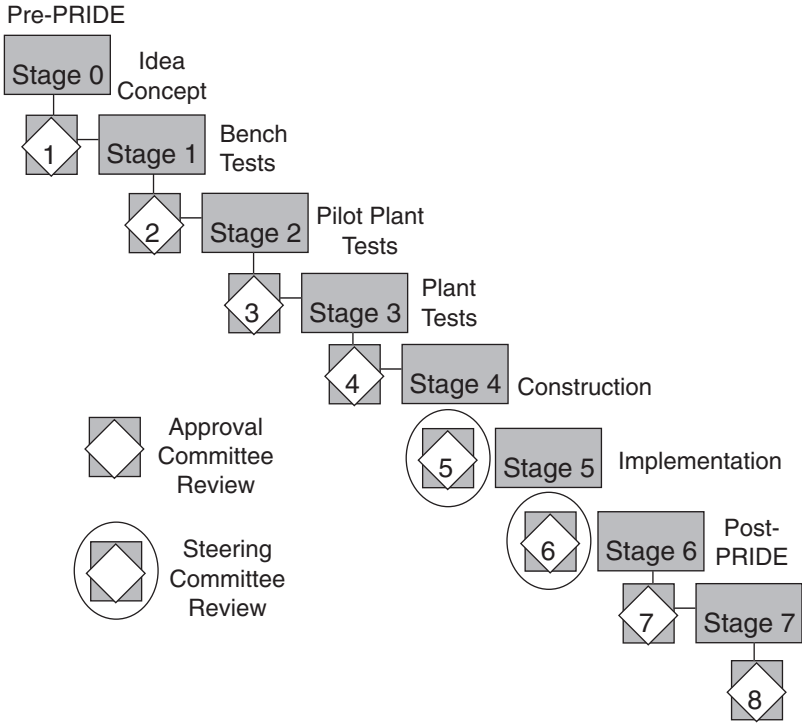 Pre-PRIDE
Stage 0
Idea
Concept
1
Stage 1
Bench
Tests
2
Stage 2
Pilot Plant
Tests
3
Stage 3
Plant
Tests
4
Stage 4
Construction
Approval
Committee
Review
5
Stage 5
Implementation
Steering
Committee
Review
6
Stage 6
Post-
PRIDE
7
Stage 7
8